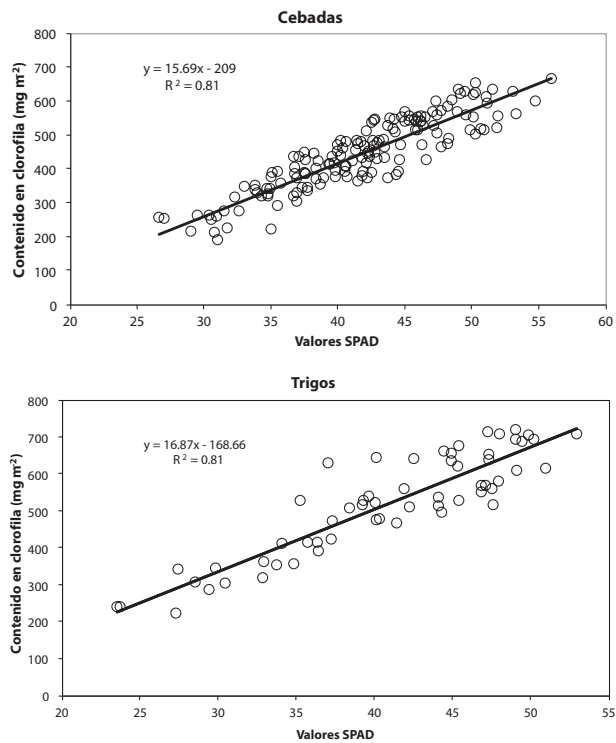 Cebadas
800
700
600
500
400
300
200
100
0
Contenido en clorofila (mg m²)
y = 15.69x - 209
R² = 0.81
20 25 30 35 40 45 50 55 60
Valores SPAD
Trigos
800
700
600
500
400
300
200
100
0
Contenido en clorofila (mg m²)
y = 16.87x - 168.66
R² = 0.81
20 25 30 35 40 45 50 55
Valores SPAD